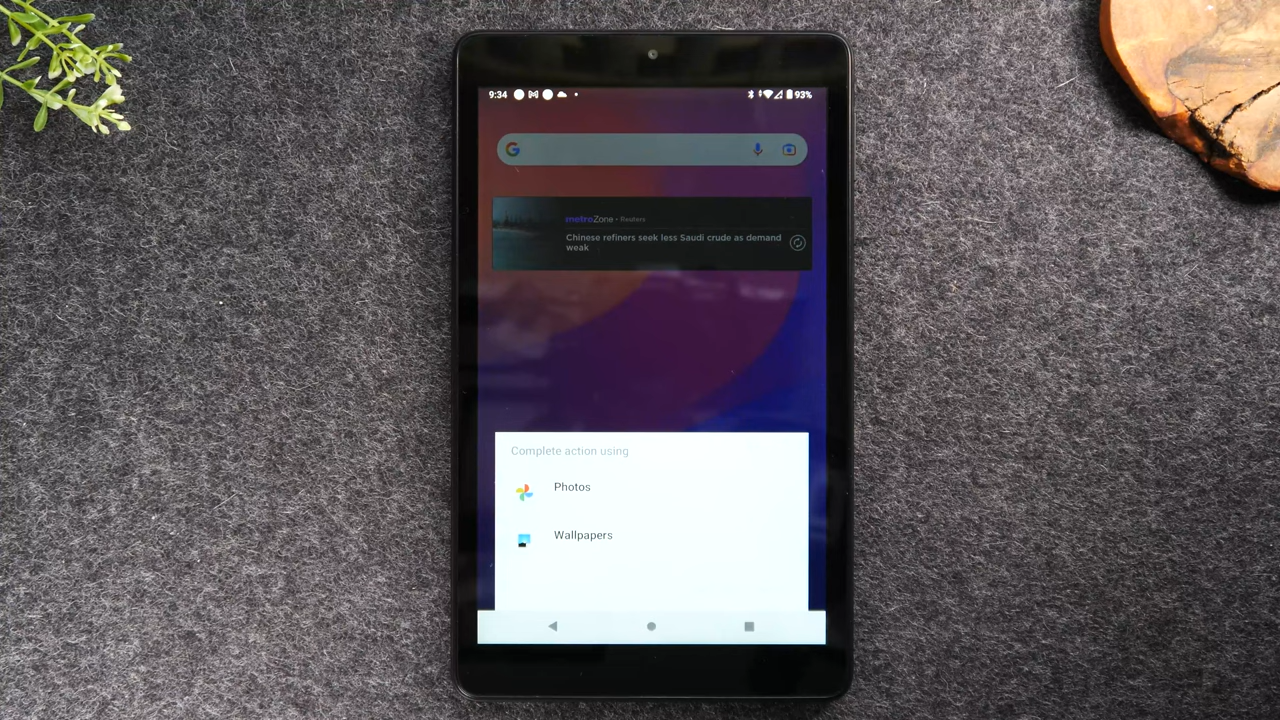 9:34
93%
metroZone • Reuters
Chinese refiners seek less Saudi crude as demand
weak
Complete action using
Photos
Wallpapers